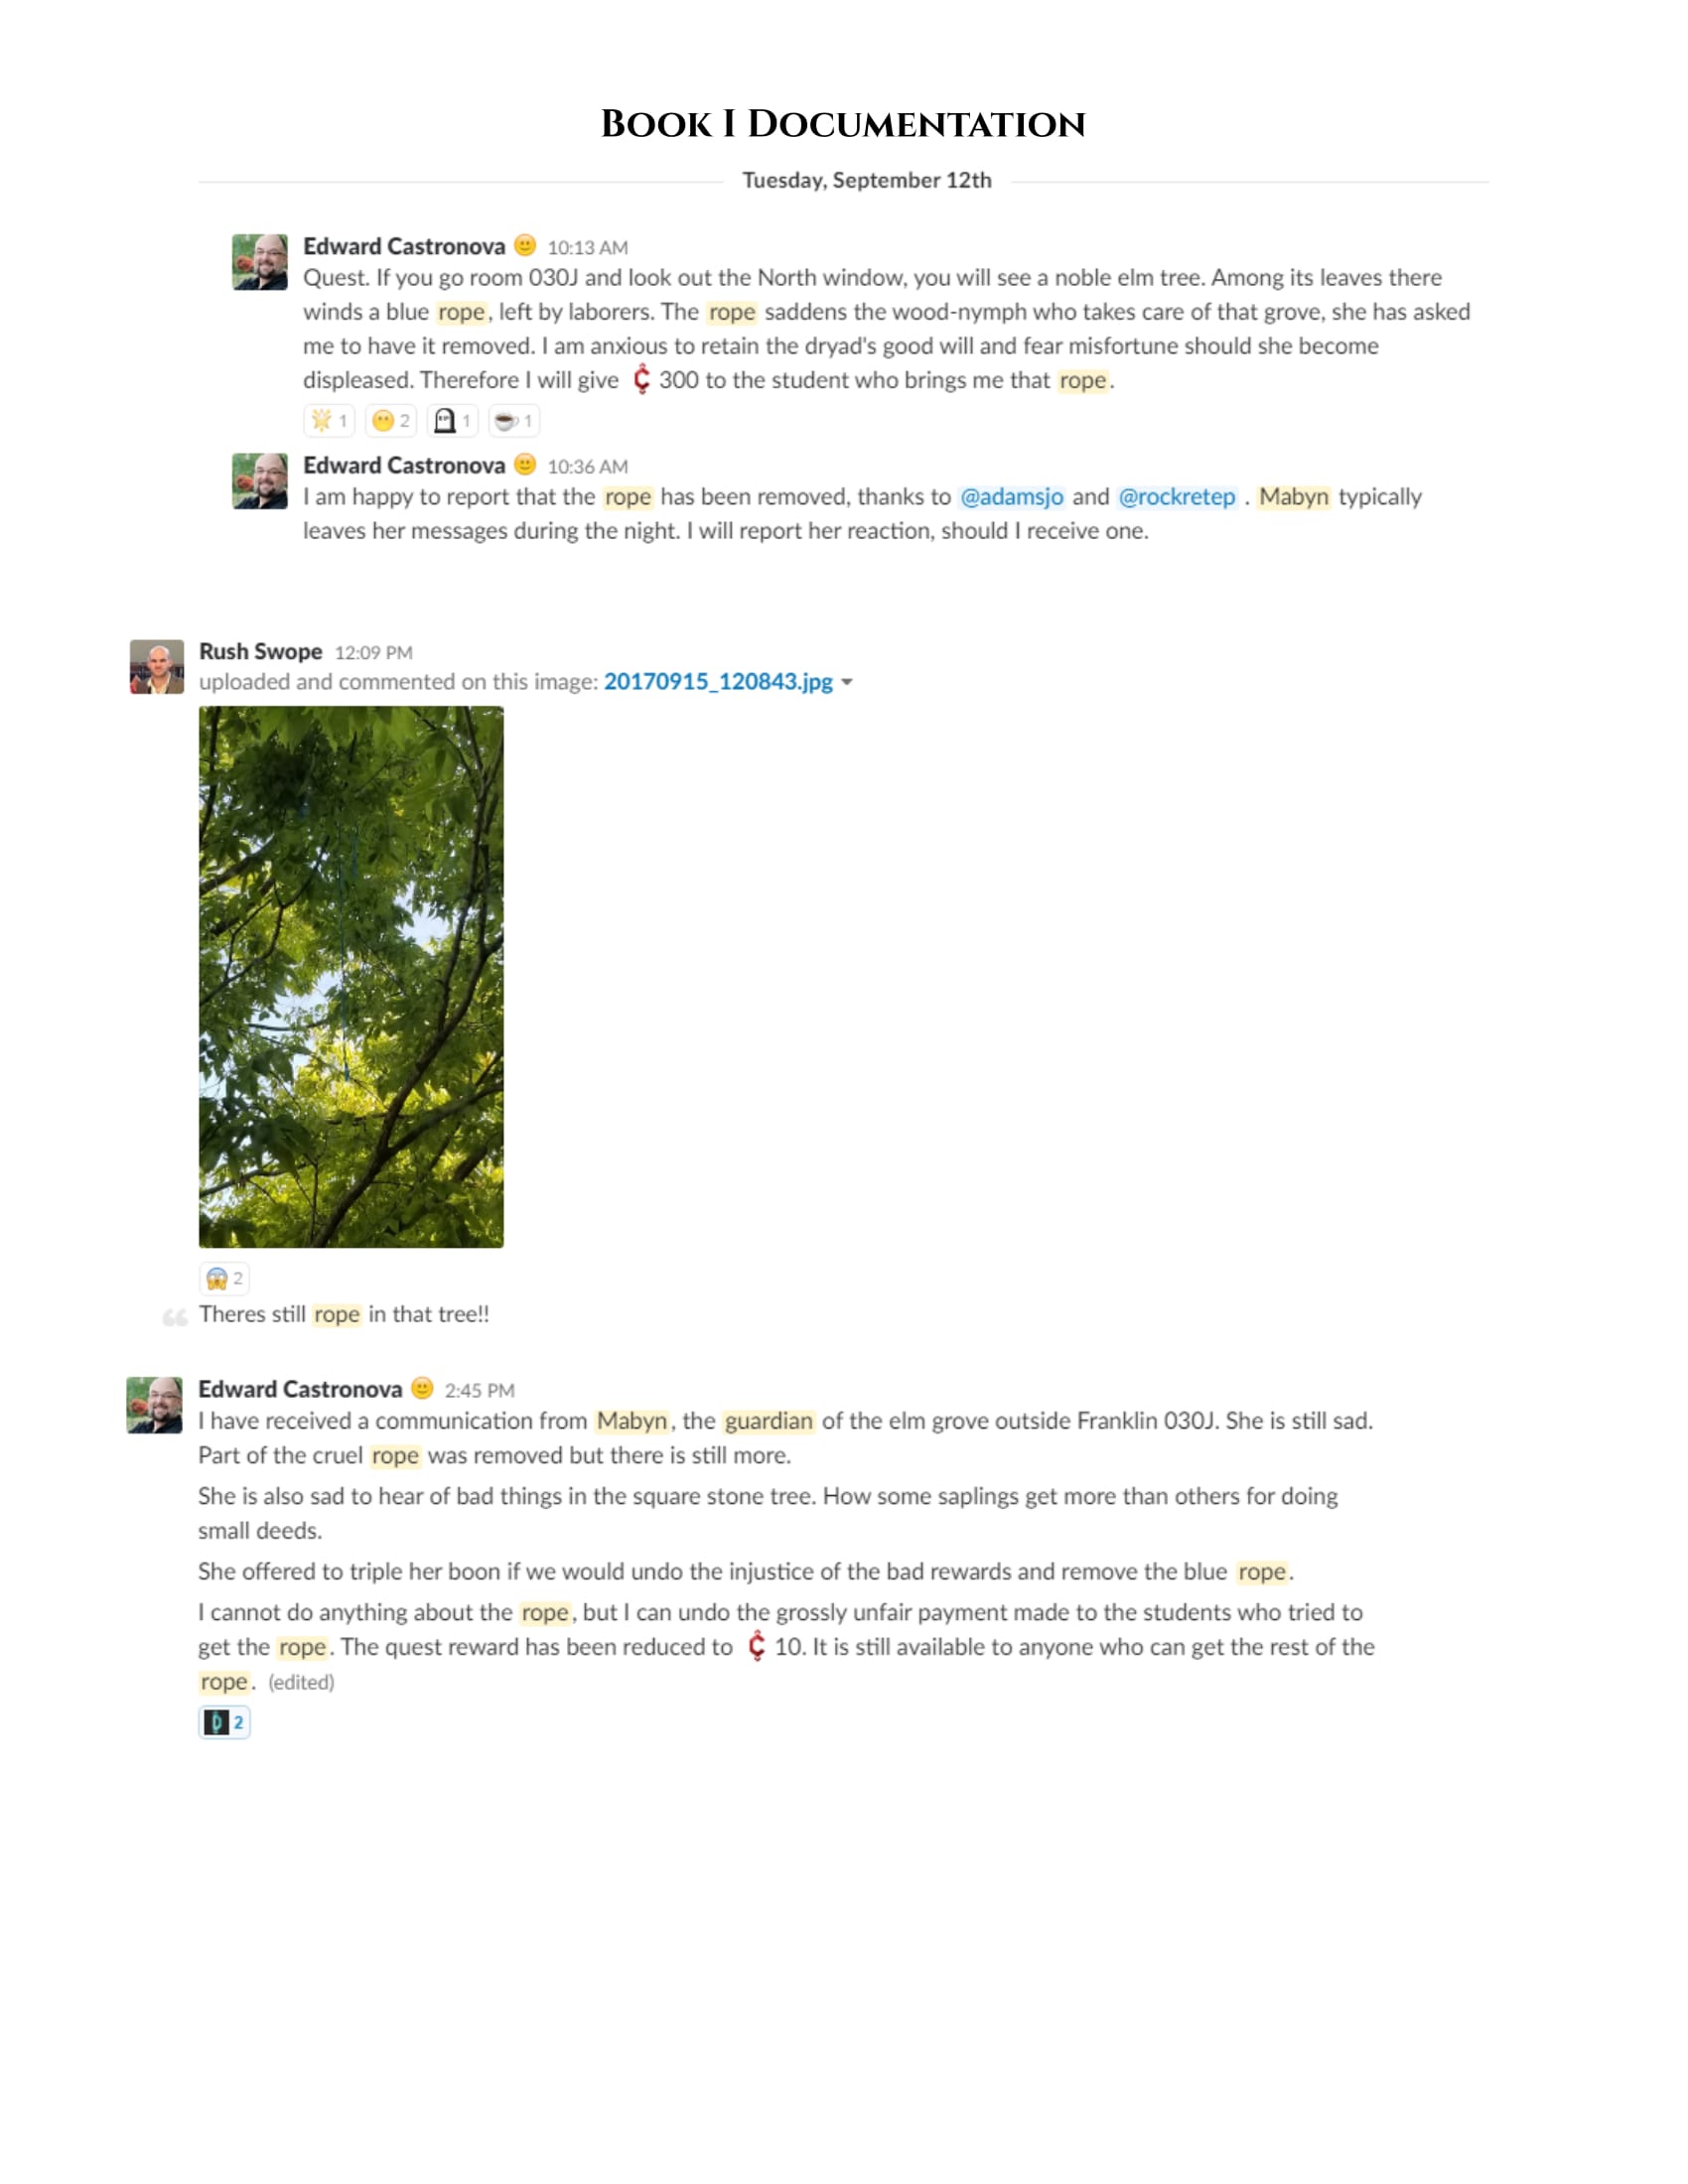 Book I Documentation
Tuesday, September 12th
Edward Castronova 10:13 AM
Quest. If you go room 030J and look out the North window, you will see a noble elm tree. Among its leaves there
winds a blue rope, left by laborers. The rope saddens the wood-nymph who takes care of that grove, she has asked
me to have it removed. I am anxious to retain the dryad's good will and fear misfortune should she become
displeased. Therefore I will give 300 to the student who brings me that rope.
1 2 1 1
Edward Castronova 10:36 AM
I am happy to report that the rope has been removed, thanks to @adamsjo and @rockretep . Mabyn typically
leaves her messages during the night. I will report her reaction, should I receive one.
Rush Swope 12:09 PM
uploaded and commented on this image: 20170915_120843.jpg
2
Theres still rope in that tree!!
Edward Castronova 2:45 PM
I have received a communication from Mabyn, the guardian of the elm grove outside Franklin 030J. She is still sad.
Part of the cruel rope was removed but there is still more.
She is also sad to hear of bad things in the square stone tree. How some saplings get more than others for doing
small deeds.
She offered to triple her boon if we would undo the injustice of the bad rewards and remove the blue rope.
I cannot do anything about the rope, but I can undo the grossly unfair payment made to the students who tried to
get the rope. The quest reward has been reduced to 10. It is still available to anyone who can get the rest of the
rope. (edited)
2